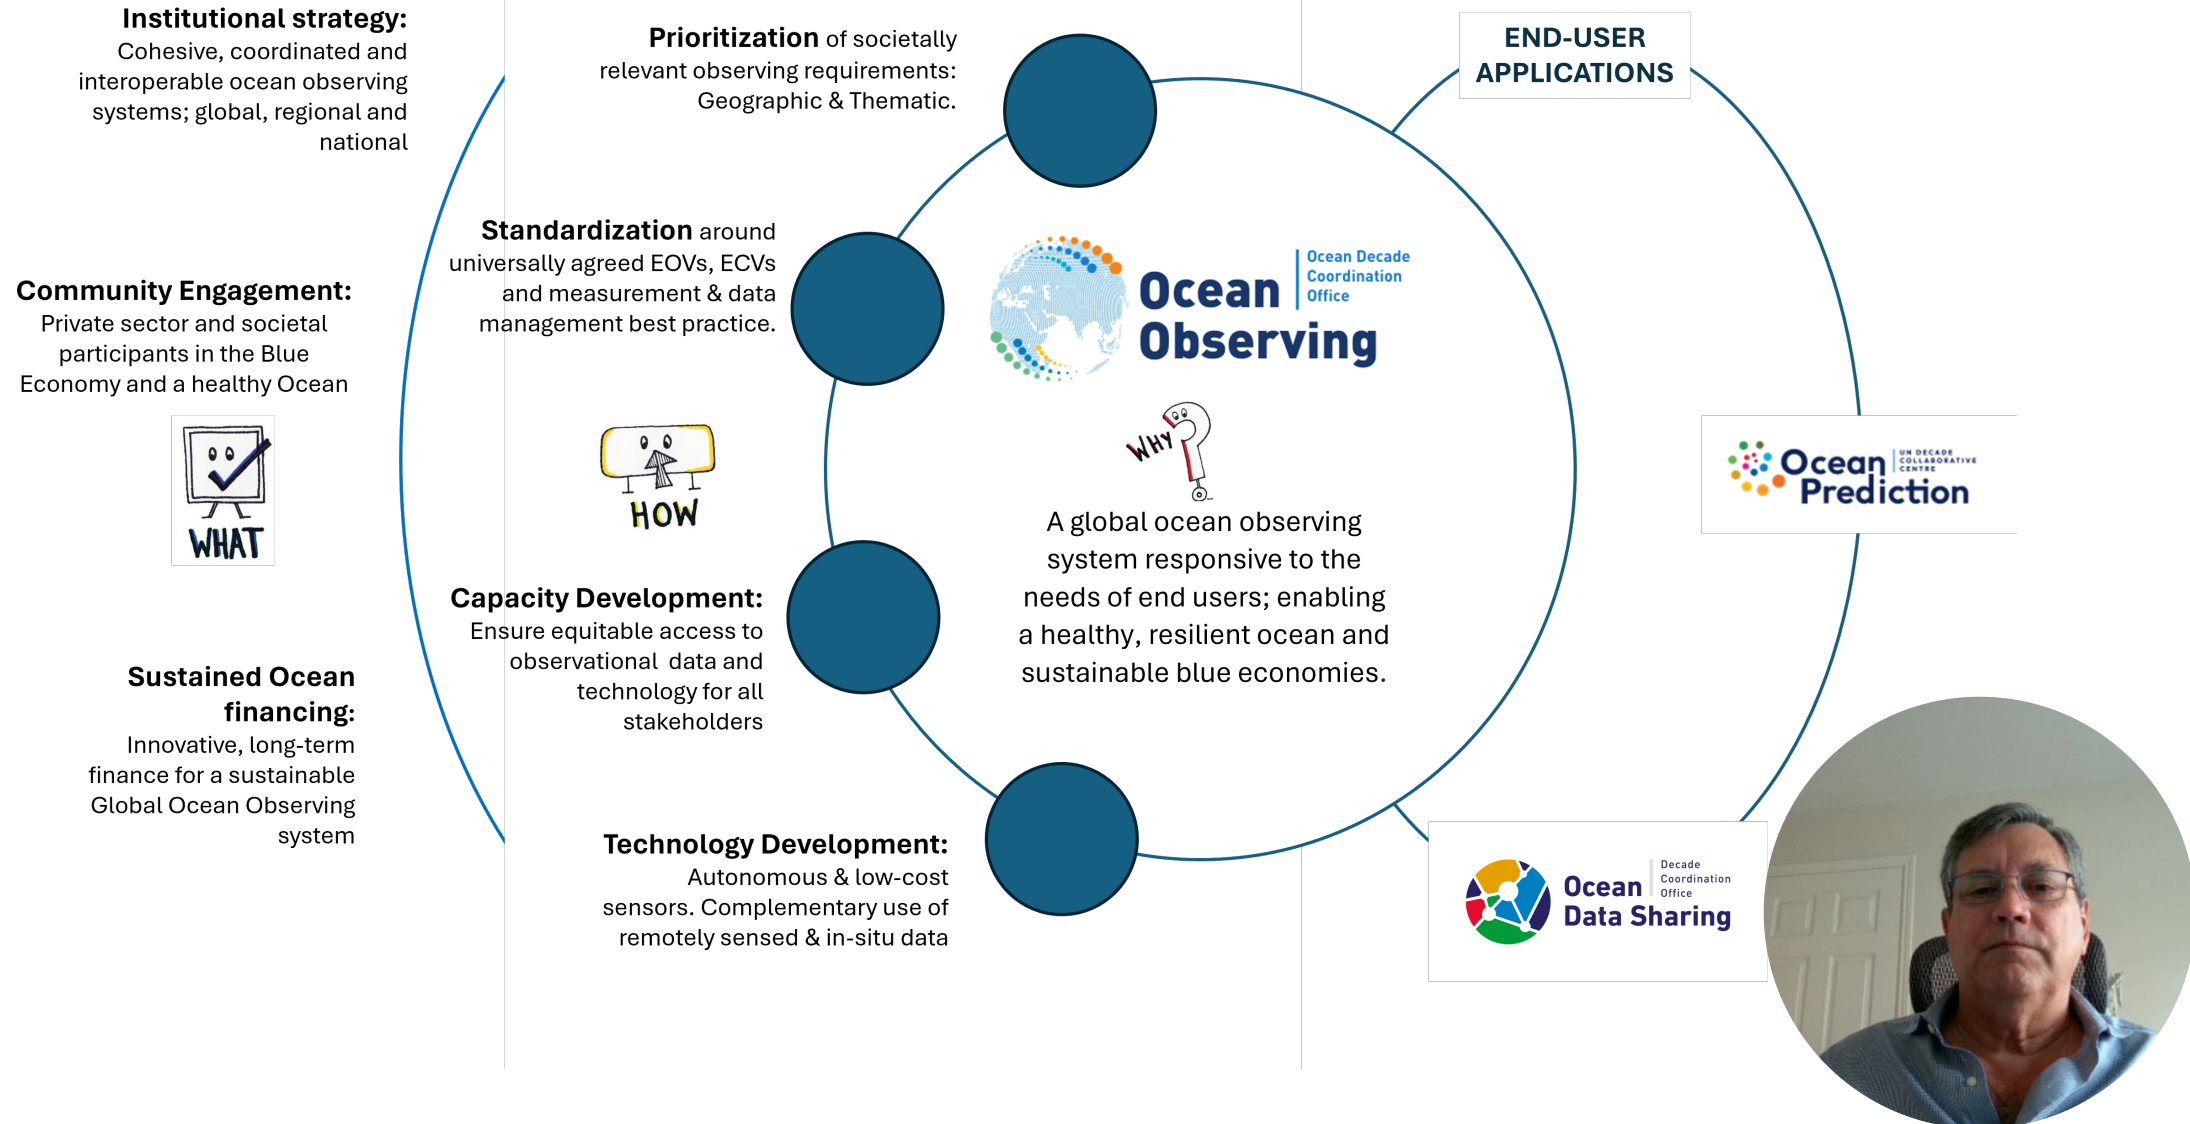 Institutional strategy:
Cohesive, coordinated and
interoperable ocean observing
systems; global, regional and
national
Community Engagement:
Private sector and societal
participants in the Blue
Economy and a healthy Ocean
WHAT
Sustained Ocean
financing:
Innovative, long-term
finance for a sustainable
Global Ocean Observing
system
Prioritization of societally
relevant observing requirements:
Geographic & Thematic.
Standardization around
universally agreed EOVs, ECVs
and measurement & data
management best practice.
HOW
Capacity Development:
Ensure equitable access to
observational  data and
technology for all
stakeholders
Technology Development:
Autonomous & low-cost
sensors. Complementary use of
remotely sensed & in-situ data
Ocean
Observing
Ocean Decade
Coordination
Office
WHY
A global ocean observing
system responsive to the
needs of end users; enabling
a healthy, resilient ocean and
sustainable blue economies.
END-USER
APPLICATIONS
Ocean
Prediction
UN DECADE
COLLABORATIVE
CENTRE
Ocean
Data Sharing
Decade
Coordination
Office